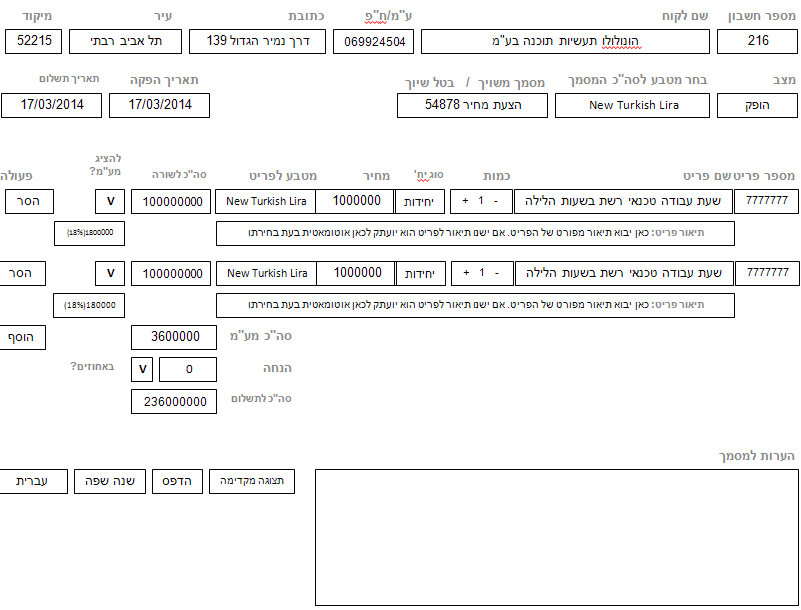 מספר חשבון שם לקוח ע"מ/ח"פ כתובת עיר מיקוד
216 הונולולו תעשיות תוכנה בע"מ 069924504 דרך נמיר הגדול 139 תל אביב רבתי 52215
מצב בחר מטבע לסה"כ המסמך מסמך משויך / בטל שיוך תאריך הפקה תאריך תשלום
הופק New Turkish Lira הצעת מחיר 54878 17/03/2014 17/03/2014
מספר פריט שם פריט כמות סוג יח' מחיר מטבע לפריט סה"כ לשורה להציג מע"מ? פעולה
7777777 שעת עבודה טכנאי רשת בשעות הלילה - 1 + יחידות 1000000 New Turkish Lira 100000000 V הסר
תיאור פריט: כאן יבוא תיאור מפורט של הפריט. אם ישנו תיאור לפריט הוא יועתק לכאן אוטומאטית בעת בחירתו 1800000(18%)
7777777 שעת עבודה טכנאי רשת בשעות הלילה - 1 + יחידות 1000000 New Turkish Lira 100000000 V הסר
תיאור פריט: כאן יבוא תיאור מפורט של הפריט. אם ישנו תיאור לפריט הוא יועתק לכאן אוטומאטית בעת בחירתו 180000(18%)
סה"כ מע"מ 3600000 הוסף
הנחה 0 V באחוזים?
סה"כ לתשלום 236000000
הערות למסמך
תצוגה מקדימה הדפס שנה שפה עברית